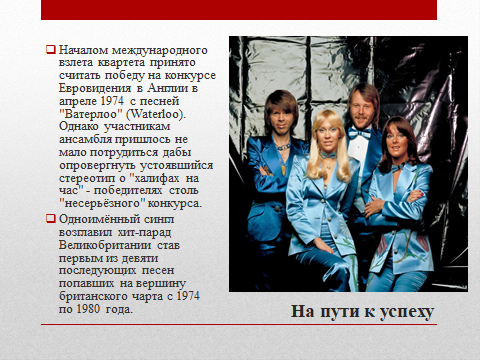 Началом международного
взлета квартета принято
считать победу на конкурсе
Евровидения в Англии в
апреле 1974 с песней
"Ватерлоо" (Waterloo).
Однако участникам
ансамбля пришлось не
мало потрудиться дабы
опровергнуть устоявшийся
стереотип о "халифах на
час" - победителях столь
"несерьёзного" конкурса.
Одноимённый сингл
возглавил хит-парад
Великобритании став
первым из девяти
последующих песен
попавших на вершину
британского чарта с 1974
по 1980 года.
На пути к успеху